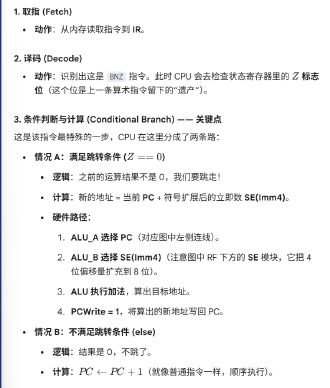 1. 取指 (Fetch)
• 动作：从内存读取指令到 IR。
2. 译码 (Decode)
• 动作：识别出这是 BNZ 指令。此时 CPU 会去检查状态寄存器里的 Z 标志
位（这个位是上一条算术指令留下的“遗产”）。
3. 条件判断与计算 (Conditional Branch) —— 关键点
这是该指令最特殊的一步，CPU 在这里分成了两条路：
• 情况 A：满足跳转条件 (Z == 0)
• 逻辑：之前的运算结果不是 0，我们要跳走！
• 计算：新的地址 = 当前 PC + 符号扩展后的立即数 SE(Imm4)。
• 硬件路径：
1. ALU_A 选择 PC（对应图中左侧连线）。
2. ALU_B 选择 SE(Imm4)（注意图中 RF 下方的 SE 模块，它把 4
位偏移量扩充到 8 位）。
3. ALU 执行加法，算出目标地址。
4. PCWrite = 1，将算出的新地址写回 PC。
• 情况 B：不满足跳转条件 (else)
• 逻辑：结果是 0，不跳了。
• 计算：PC ← PC + 1（就像普通指令一样，顺序执行）。